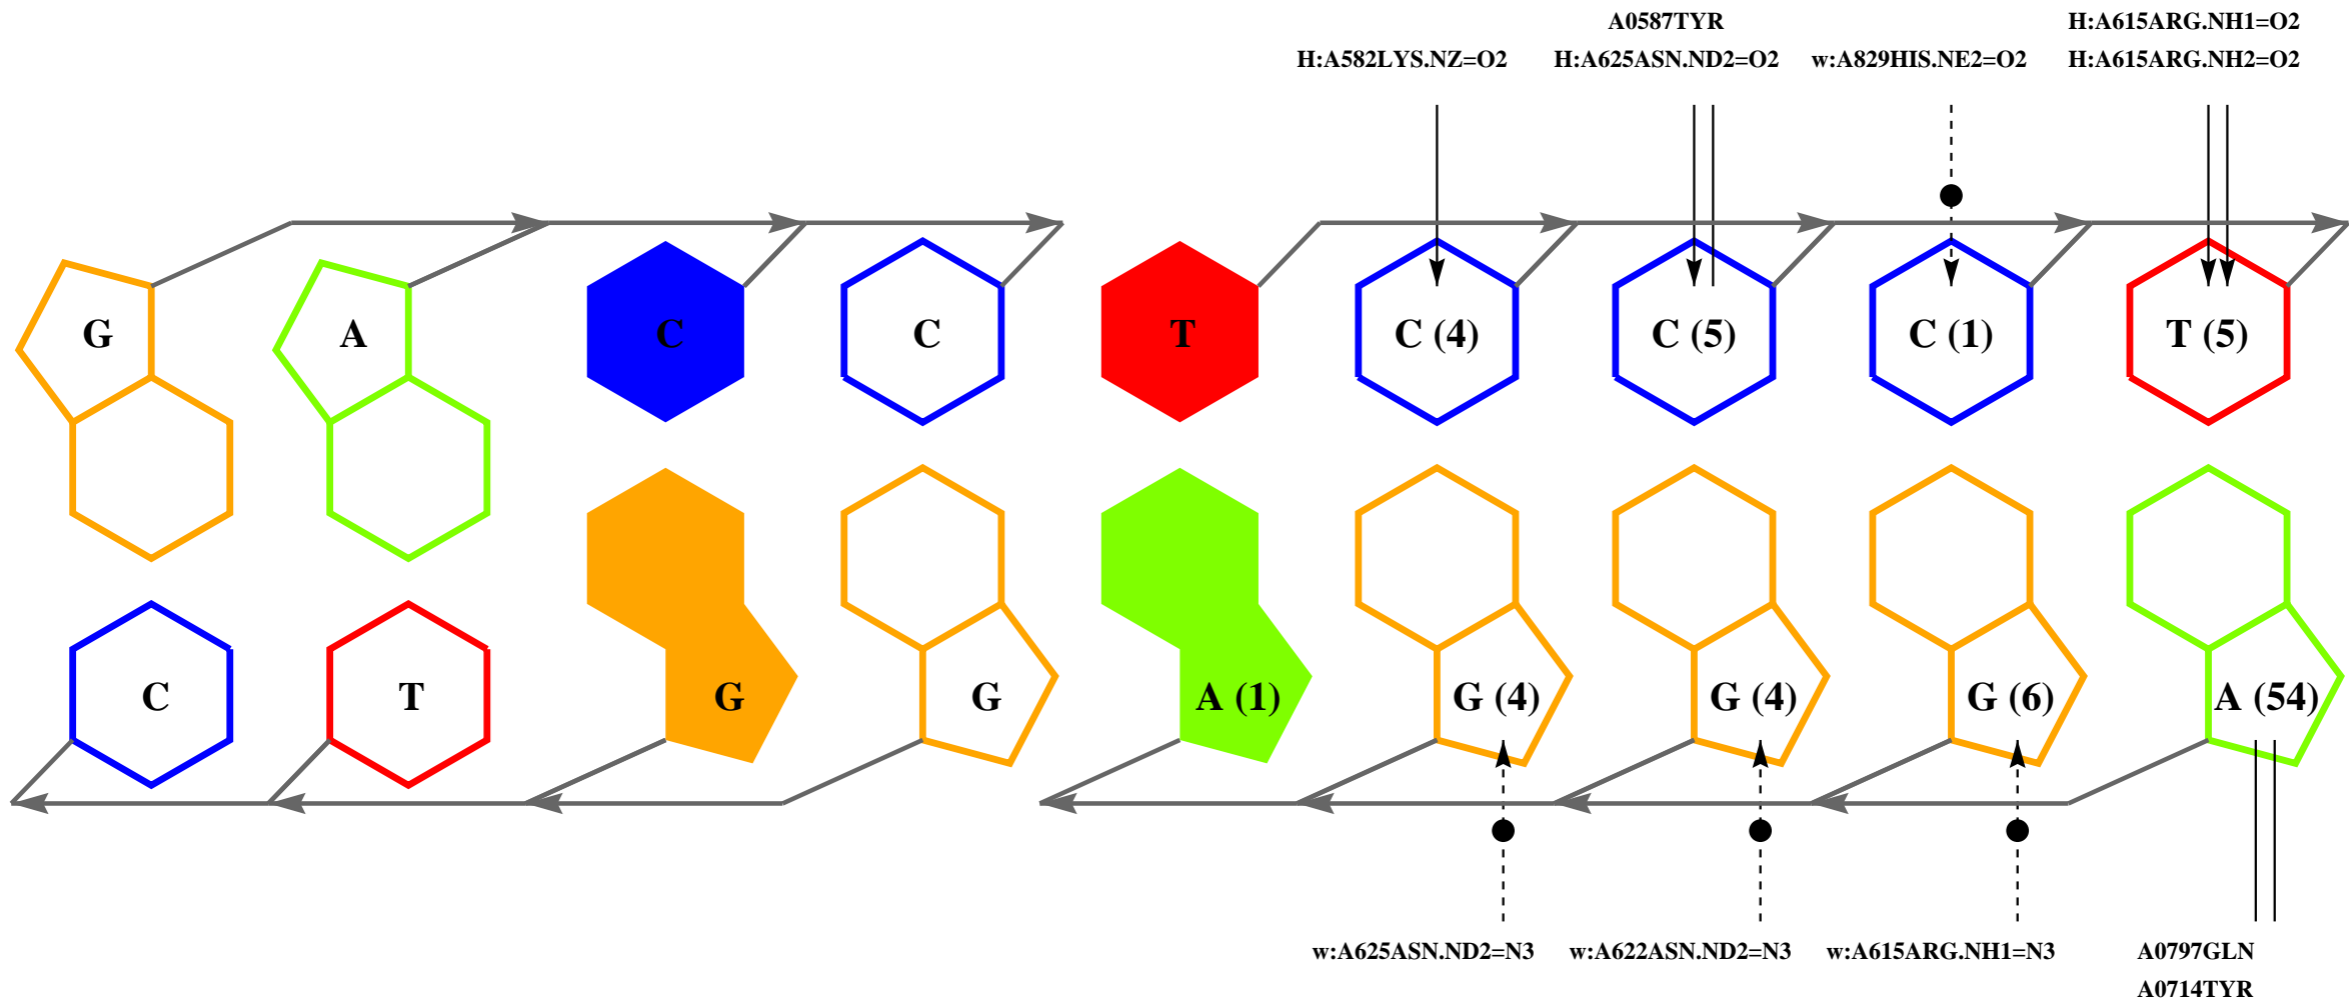 A0587TYR
H:A615ARG.NH1=O2
H:A582LYS.NZ=O2
H:A625ASN.ND2=O2
w:A829HIS.NE2=O2
H:A615ARG.NH2=O2
G
A
C
C
T
C (4)
C (5)
C (1)
T (5)
C
T
G
G
A (1)
G (4)
G (4)
G (6)
A (54)
w:A625ASN.ND2=N3
w:A622ASN.ND2=N3
w:A615ARG.NH1=N3
A0797GLN
A0714TYR